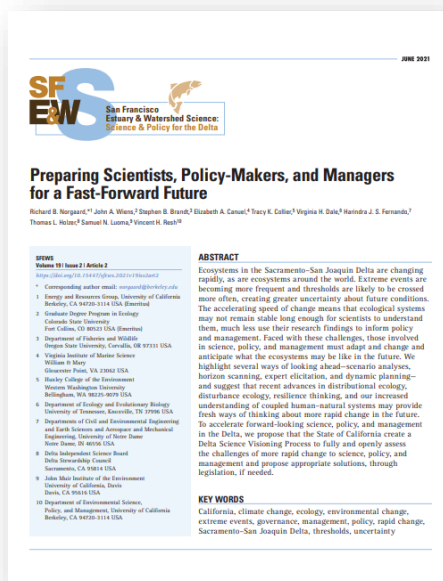 JUNE 2021
SF
E&W
S
San Francisco
Estuary & Watershed Science:
Science & Policy for the Delta
Preparing Scientists, Policy-Makers, and Managers
for a Fast-Forward Future
Richard B. Norgaard,*1 John A. Wiens,2 Stephen B. Brandt,3 Elizabeth A. Canuel,4 Tracy K. Collier,5 Virginia H. Dale,6 Harindra J. S. Fernando,7
Thomas L. Holzer,8 Samuel N. Luoma,9 Vincent H. Resh10
SFEWS
Volume 19 | Issue 2 | Article 2
https://doi.org/10.15447/sfews.2021v19iss2art2
* Corresponding author email: norgaard@berkeley.edu
1 Energy and Resources Group, University of California
Berkeley, CA 94720-3114 USA (Emeritus)
2 Graduate Degree Program in Ecology
Colorado State University
Fort Collins, CO 80521 USA (Emeritus)
3 Department of Fisheries and Wildlife
Oregon State University, Corvallis, OR 97331 USA
4 Virginia Institute of Marine Science
William & Mary
Gloucester Point, VA 23062 USA
5 Huxley College of the Environment
Western Washington University
Bellingham, WA 98225-9079 USA
6 Department of Ecology and Evolutionary Biology
University of Tennessee, Knoxville, TN 37996 USA
7 Departments of Civil and Environmental Engineering
and Earth Sciences and Aerospace and Mechanical
Engineering, University of Notre Dame
Notre Dame, IN 46556 USA
8 Delta Independent Science Board
Delta Stewardship Council
Sacramento, CA 95814 USA
9 John Muir Institute of the Environment
University of California, Davis
Davis, CA 95616 USA
10 Department of Environmental Science,
Policy, and Management, University of California
Berkeley, CA 94720-3114 USA
ABSTRACT
Ecosystems in the Sacramento–San Joaquin Delta are changing
rapidly, as are ecosystems around the world. Extreme events are
becoming more frequent and thresholds are likely to be crossed
more often, creating greater uncertainty about future conditions.
The accelerating speed of change means that ecological systems
may not remain stable long enough for scientists to understand
them, much less use their research findings to inform policy
and management. Faced with these challenges, those involved
in science, policy, and management must adapt and change and
anticipate what the ecosystems may be like in the future. We
highlight several ways of looking ahead—scenario analyses,
horizon scanning, expert elicitation, and dynamic planning—
and suggest that recent advances in distributional ecology,
disturbance ecology, resilience thinking, and our increased
understanding of coupled human–natural systems may provide
fresh ways of thinking about more rapid change in the future.
To accelerate forward-looking science, policy, and management
in the Delta, we propose that the State of California create a
Delta Science Visioning Process to fully and openly assess
the challenges of more rapid change to science, policy, and
management and propose appropriate solutions, through
legislation, if needed.
KEY WORDS
California, climate change, ecology, environmental change,
extreme events, governance, management, policy, rapid change,
Sacramento–San Joaquin Delta, thresholds, uncertainty